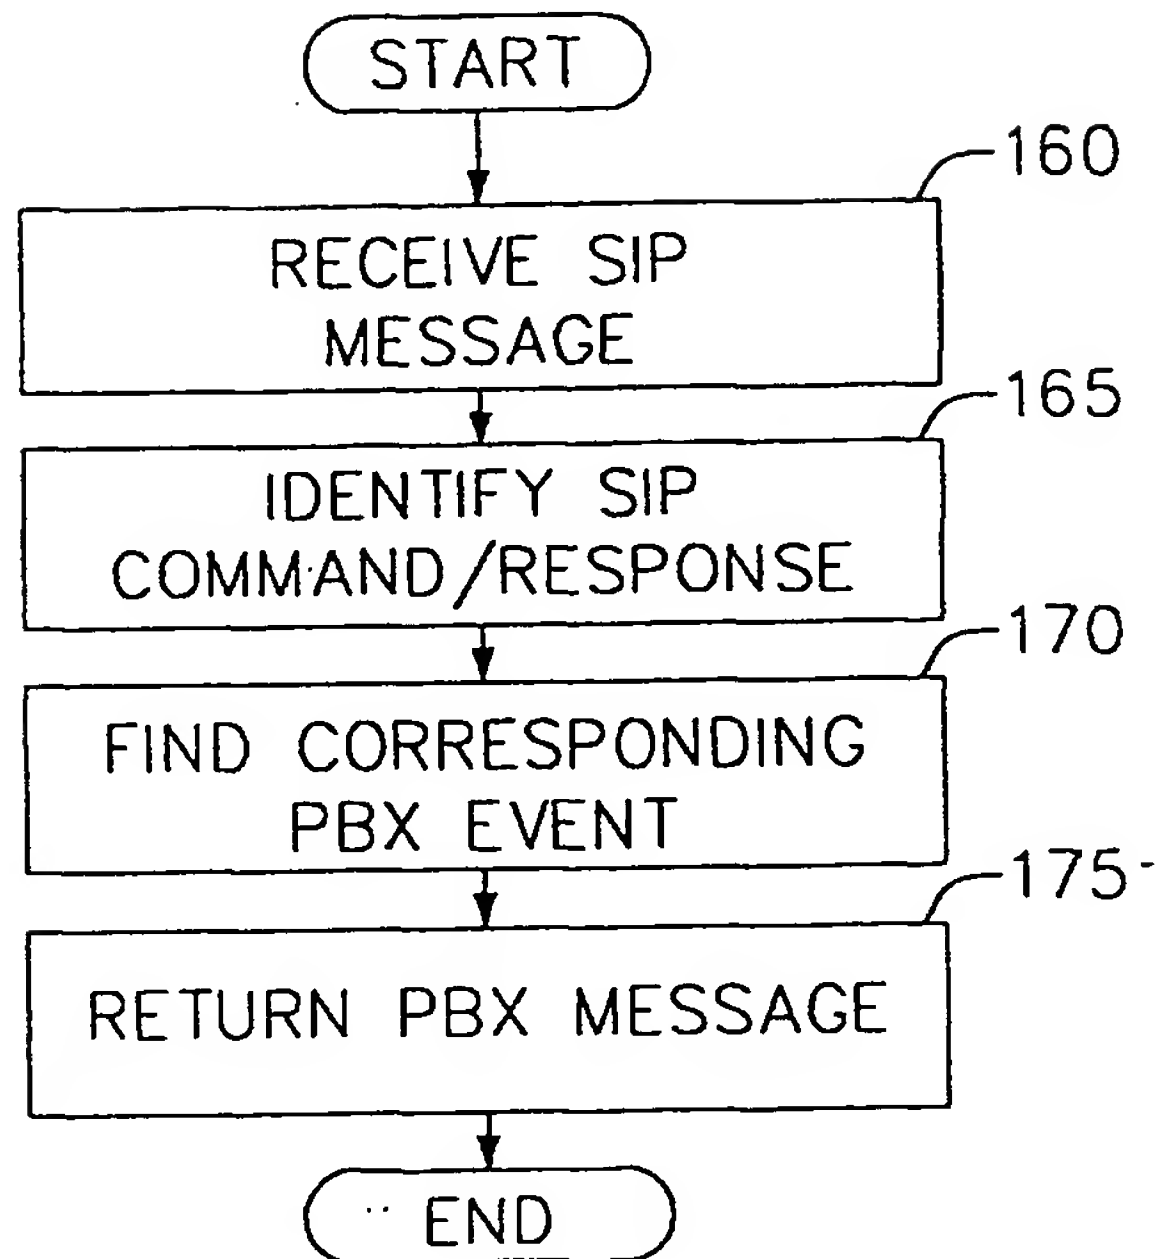 START
160
RECEIVE SIP
MESSAGE
165
IDENTIFY SIP
COMMAND/RESPONSE
170
FIND CORRESPONDING
PBX EVENT
175
RETURN PBX MESSAGE
END